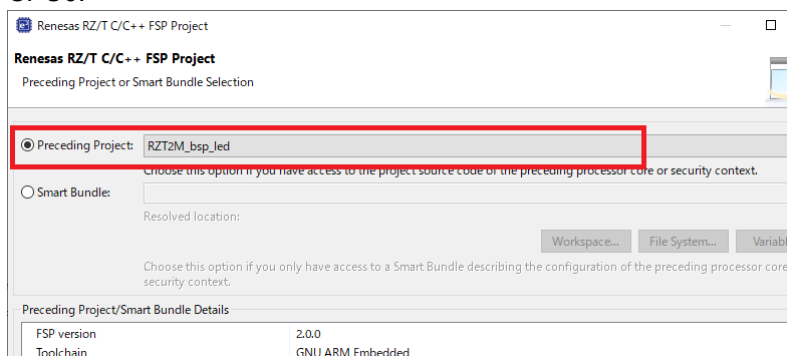 Renesas RZ/T C/C++ FSP Project
Renesas RZ/T C/C++ FSP Project
Preceding Project or Smart Bundle Selection
Preceding Project: RZT2M_bsp_led
Choose this option if you have access to the project source code of the preceding processor core or security context.
Smart Bundle:
Resolved location:
Workspace... File System... Variabl
Choose this option if you only have access to a Smart Bundle describing the configuration of the preceding processor core
security context.
Preceding Project/Smart Bundle Details
FSP version 2.0.0
Toolchain GNU ARM Embedded